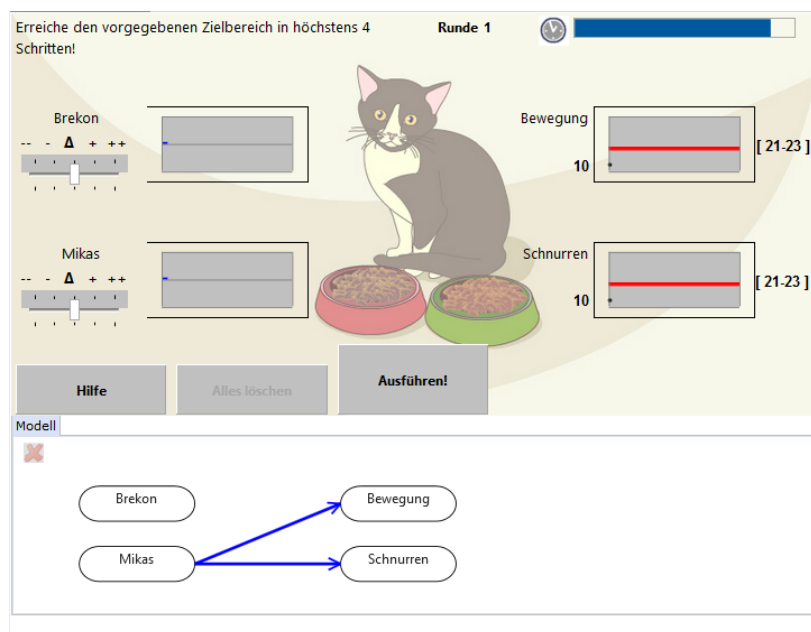 Erreiche den vorgegebenen Zielbereich in höchstens 4
Schritten!
Runde 1
Brekon
-- - Δ + ++
Bewegung
10
[ 21-23 ]
Mikas
-- - Δ + ++
Schnurren
10
[ 21-23 ]
Hilfe
Alles löschen
Ausführen!
Modell
Brekon
Bewegung
Mikas
Schnurren